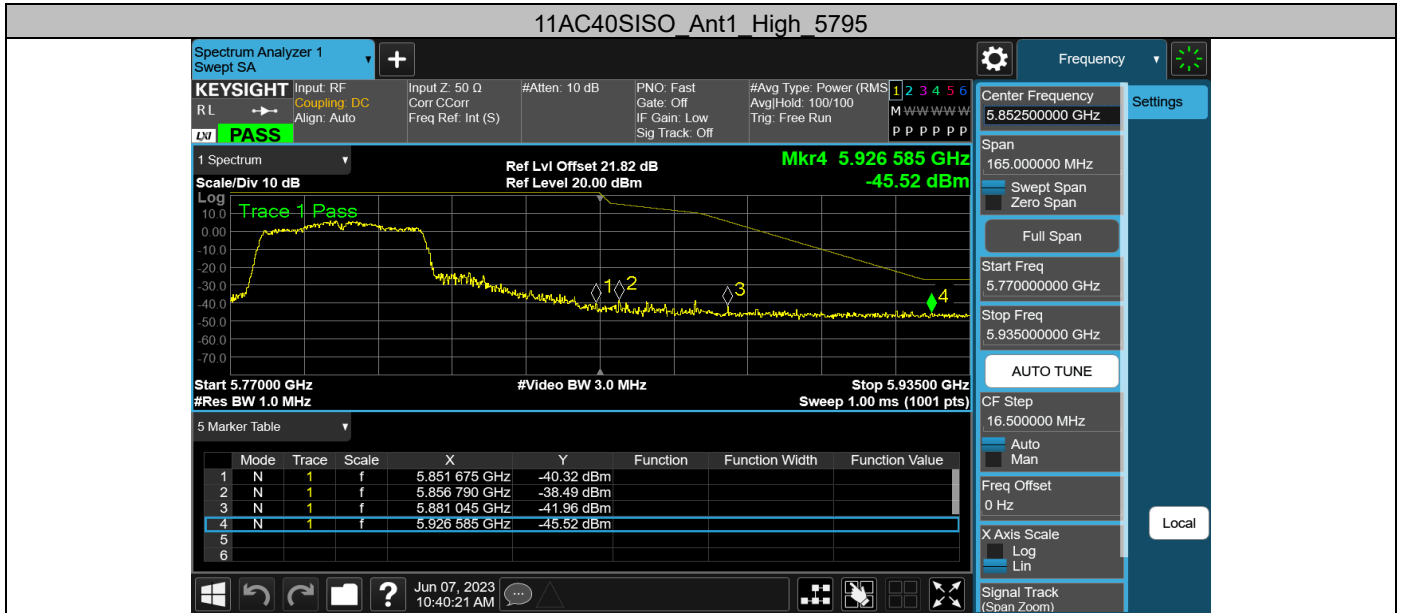 11AC40SISO_Ant1_High_5795
Spectrum Analyzer 1
Swept SA
+
Frequency
KEYSIGHT
RL
LXI PASS
Input: RF
Coupling: DC
Align: Auto
Input Z: 50 Ω
Corr CCorr
Freq Ref: Int (S)
#Atten: 10 dB
PNO: Fast
Gate: Off
IF Gain: Low
Sig Track: Off
#Avg Type: Power (RMS
Avg|Hold: 100/100
Trig: Free Run
1 2 3 4 5 6
M W W W W W
P P P P P P
1 Spectrum
Scale/Div 10 dB
Ref Lvl Offset 21.82 dB
Ref Level 20.00 dBm
Mkr4 5.926 585 GHz
-45.52 dBm
Log
Trace 1 Pass
10.0
0.00
-10.0
-20.0
-30.0
-40.0
-50.0
-60.0
-70.0
1
2
3
4
Start 5.77000 GHz
#Res BW 1.0 MHz
#Video BW 3.0 MHz
Stop 5.93500 GHz
Sweep 1.00 ms (1001 pts)
5 Marker Table
Mode Trace Scale X Y Function Function Width Function Value
1 N 1 f 5.851 675 GHz -40.32 dBm
2 N 1 f 5.856 790 GHz -38.49 dBm
3 N 1 f 5.881 045 GHz -41.96 dBm
4 N 1 f 5.926 585 GHz -45.52 dBm
5
6
?
Jun 07, 2023
10:40:21 AM
Center Frequency
5.852500000 GHz
Settings
Span
165.000000 MHz
Swept Span
Zero Span
Full Span
Start Freq
5.770000000 GHz
Stop Freq
5.935000000 GHz
AUTO TUNE
CF Step
16.500000 MHz
Auto
Man
Freq Offset
0 Hz
Local
X Axis Scale
Log
Lin
Signal Track
(Span Zoom)